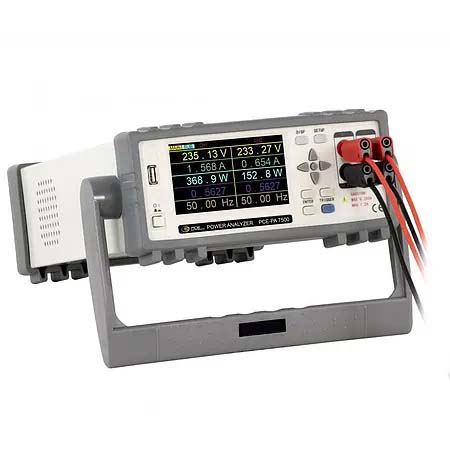 DISP SETUP
235.13 V 233.27 V
1.568 A 0.654 A
368.9 W 152.8 W
0.5627 0.5627
50.00 Hz 50.00 Hz
ENTER TRIGGER
POWER ANALYZER PCE-PA 7500
CE